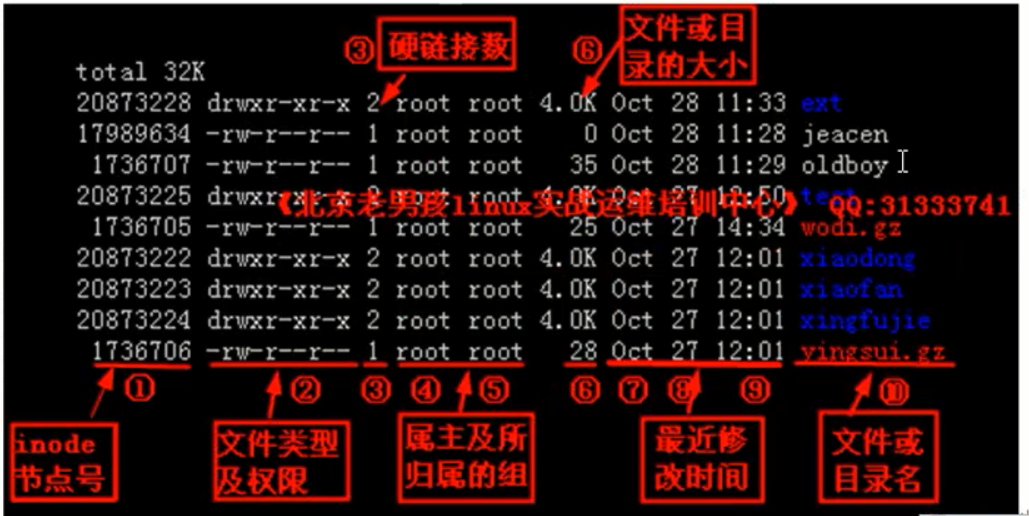 ③ 硬链接数 ⑥ 文件或目
录的大小
total 32K
20873228 drwxr-xr-x 2 root root 4.0K Oct 28 11:33 ext
17989634 -rw-r--r-- 1 root root 0 Oct 28 11:28 jeacen
1736707 -rw-r--r-- 1 root root 35 Oct 28 11:29 oldboy
20873225 drwxr-xr-x 2 root root 4.0K Oct 27 12:50
《北京老男孩linux实战运维培训中心》 QQ:31333741
1736705 -rw-r--r-- 1 root root 25 Oct 27 14:34 wodi.gz
20873222 drwxr-xr-x 2 root root 4.0K Oct 27 12:01 xiaodong
20873223 drwxr-xr-x 2 root root 4.0K Oct 27 12:01 xiaofan
20873224 drwxr-xr-x 2 root root 4.0K Oct 27 12:01 xingfujie
1736706 -rw-r--r-- 1 root root 28 Oct 27 12:01 yingsui.gz
① ② ③ ④ ⑤ ⑥ ⑦ ⑧ ⑨ ⑩
inode
节点号
文件类型
及权限
属主及所
归属的组
最近修
改时间
文件或
目录名